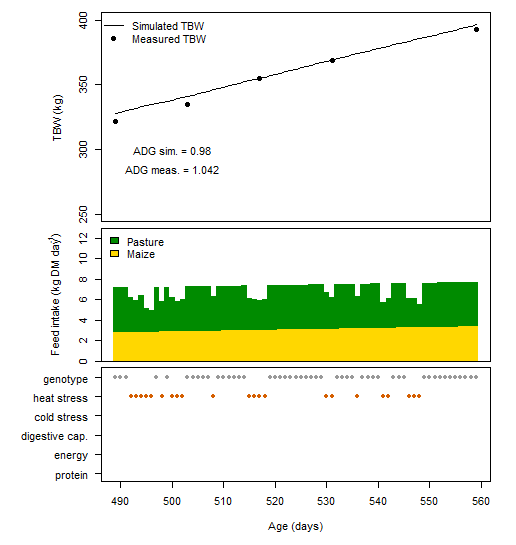 400
350
300
250
TBW (kg)
Simulated TBW
Measured TBW
ADG sim. = 0.98
ADG meas. = 1.042
12
10
8
6
4
2
0
Feed intake (kg DM day⁻¹)
Pasture
Maize
genotype
heat stress
cold stress
digestive cap.
energy
protein
490 500 510 520 530 540 550 560
Age (days)